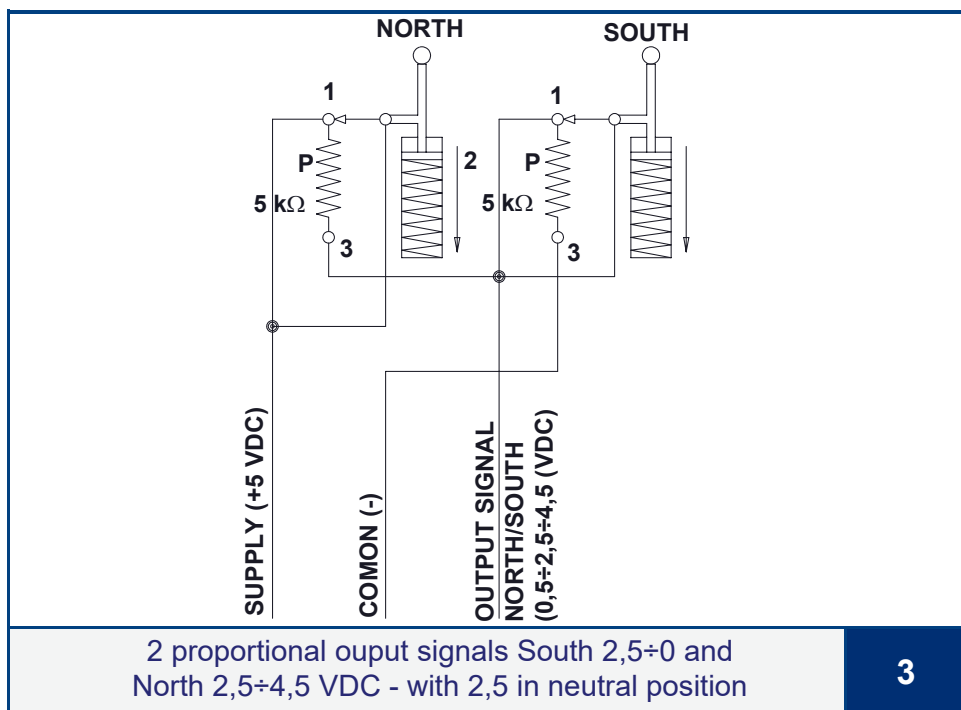 NORTH
SOUTH
1
1
P
2
P
5 kΩ
5 kΩ
3
3
SUPPLY (+5 VDC)
COMON (-)
OUTPUT SIGNAL
NORTH/SOUTH
(0,5÷2,5÷4,5 (VDC)
2 proportional ouput signals South 2,5÷0 and
North 2,5÷4,5 VDC - with 2,5 in neutral position
3